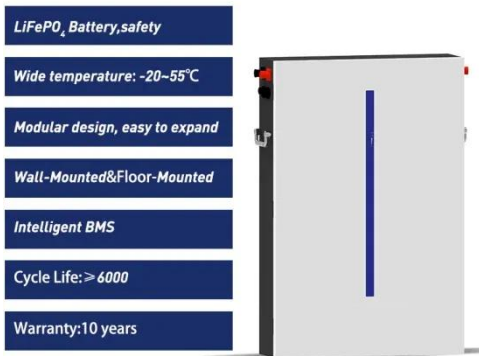 LiFePO₄ Battery,safety
Wide temperature: -20~55℃
Modular design, easy to expand
Wall-Mounted&Floor-Mounted
Intelligent BMS
Cycle Life:≥6000
Warranty:10 years